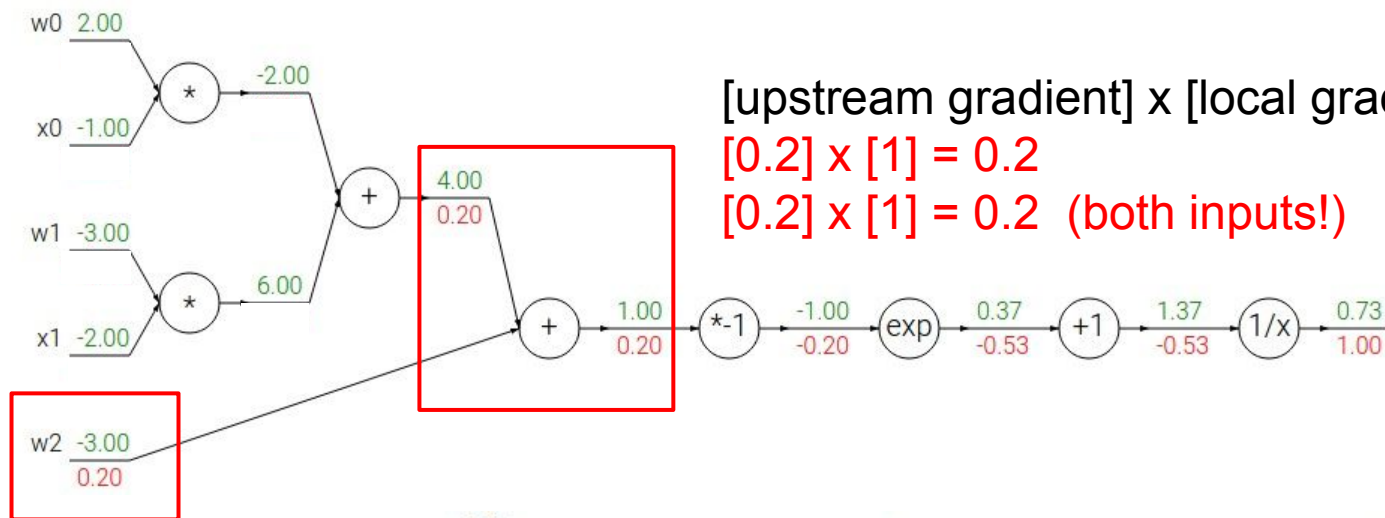 w0 2.00
*
-2.00
x0 -1.00
[upstream gradient] x [local
[0.2] x [1] = 0.2
[0.2] x [1] = 0.2 (both inputs!)
+
4.00
0.20
w1 -3.00
*
6.00
x1 -2.00
+
1.00
0.20
*-1
-1.00
-0.20
exp
0.37
-0.53
+1
1.37
-0.53
1/x
0.73
1.00
w2 -3.00
0.20